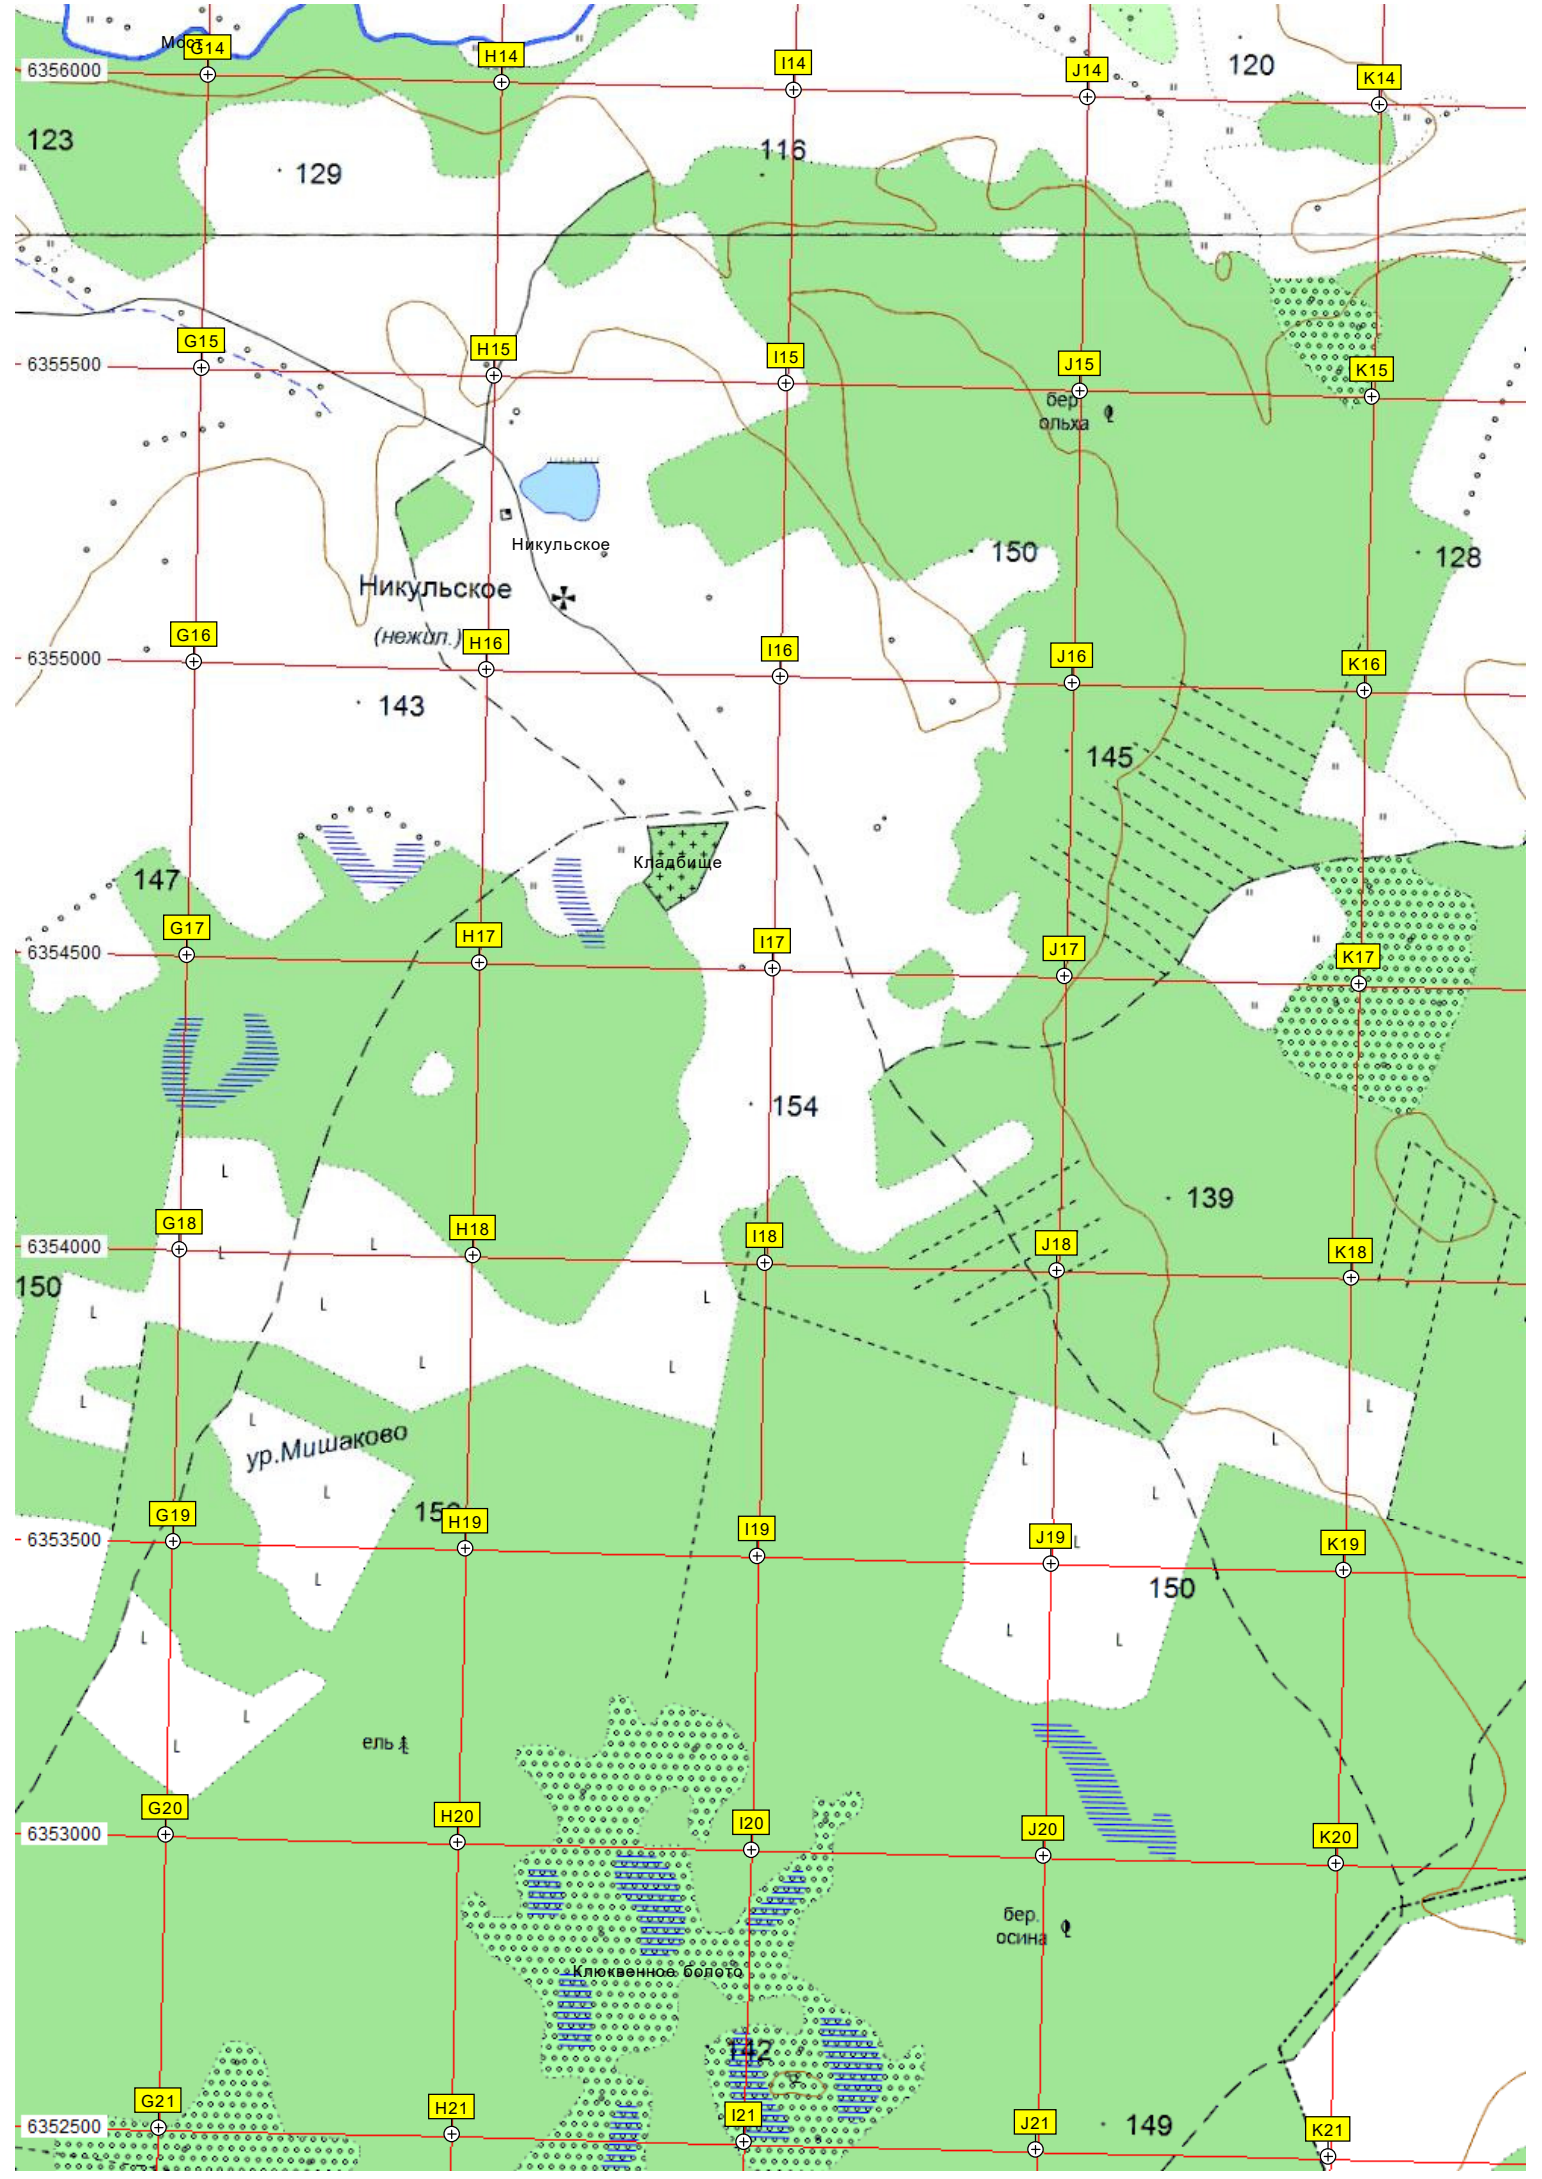 Мост
G14
H14
I14
J14
K14
120
6356000
123
129
116
G15
H15
I15
J15
K15
6355500
бер.
ольха
Никульское
150
128
Никульское
(нежил.)
G16
H16
I16
J16
K16
6355000
143
145
Кладбище
147
G17
H17
I17
J17
K17
6354500
154
L
139
G18
H18
I18
J18
K18
L
L
6354000
150
L
L
L
L
L
L
L
L
L
ур.Мишаково
L
L
L
G19
H19
I19
J19
K19
L
6353500
L
150
L
L
L
L
L
ель
G20
H20
I20
J20
K20
6353000
бер.
осина
Клюквенное болото
142
G21
H21
I21
J21
K21
6352500
149